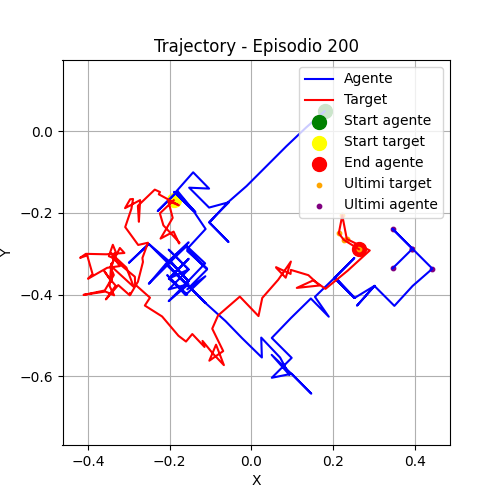 Trajectory - Episodio 200
Agente
Target
Start agente
Start target
End agente
Ultimi target
Ultimi agente
0.0
−0.2
−0.4
−0.6
Y
−0.4
−0.2
0.0
0.2
0.4
X